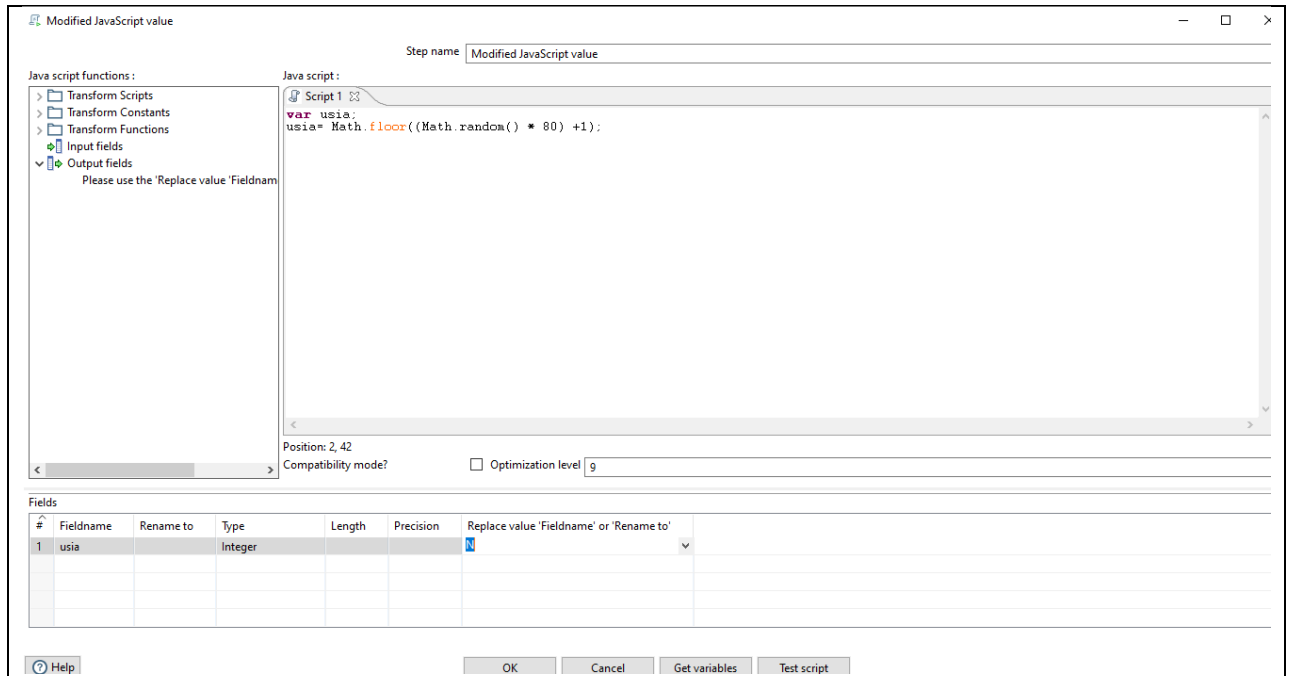 Modified JavaScript value
Step name Modified JavaScript value
Java script functions :
Transform Scripts
Transform Constants
Transform Functions
Input fields
Output fields
Please use the 'Replace value 'Fieldnam
Java script :
Script 1
var usia;
usia= Math.floor((Math.random() * 80) +1);
Position: 2, 42
Compatibility mode? Optimization level 9
Fields
# Fieldname Rename to Type Length Precision Replace value 'Fieldname' or 'Rename to'
1 usia Integer N
Help OK Cancel Get variables Test script